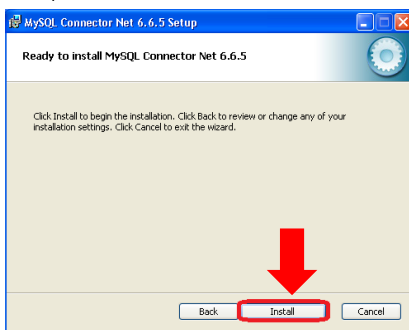 MySQL Connector Net 6.6.5 Setup
Ready to install MySQL Connector Net 6.6.5
Click Install to begin the installation. Click Back to review or change any of your
installation settings. Click Cancel to exit the wizard.
Back Install Cancel